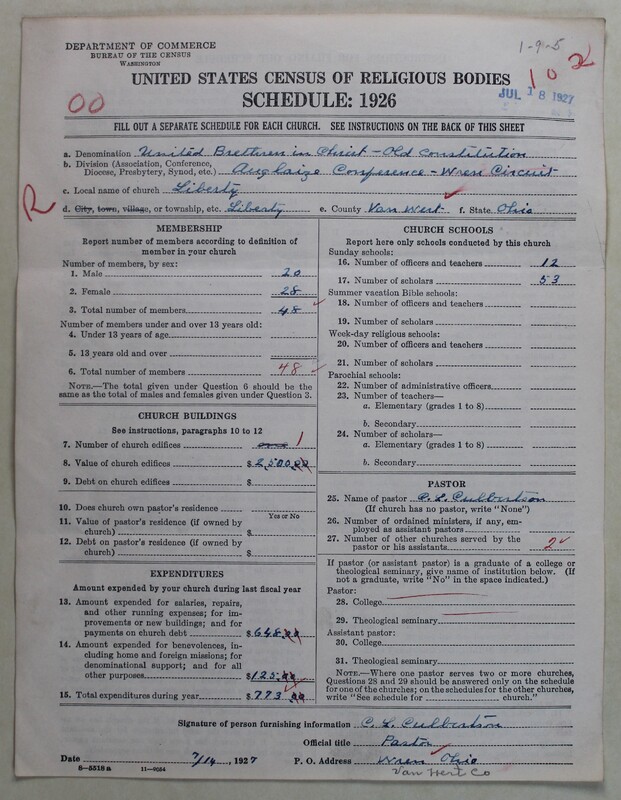 DEPARTMENT OF COMMERCE
BUREAU OF THE CENSUS
WASHINGTON
1-9-5
102
UNITED STATES CENSUS OF RELIGIOUS BODIES
00
SCHEDULE: 1926
JUL 18 1927
FILL OUT A SEPARATE SCHEDULE FOR EACH CHURCH. SEE INSTRUCTIONS ON THE BACK OF THIS SHEET
a. Denomination United Brethren in Christ - Old Constitution
b. Division (Association, Conference,
Diocese, Presbytery, Synod, etc.) Auglaize Conference - Wren Circuit
c. Local name of church Liberty
R
d. City, town, village, or township, etc. Liberty e. County Van Wert f. State Ohio
MEMBERSHIP
Report number of members according to definition of
member in your church
Number of members, by sex:
1. Male 20
2. Female 28
3. Total number of members 48
Number of members under and over 13 years old:
4. Under 13 years of age
5. 13 years old and over
6. Total number of members 48
NOTE.—The total given under Question 6 should be the
same as the total of males and females given under Question 3.
CHURCH BUILDINGS
See instructions, paragraphs 10 to 12
7. Number of church edifices one 1
8. Value of church edifices $2,500.00
9. Debt on church edifices $
10. Does church own pastor's residence
Yes or No
11. Value of pastor's residence (if owned by
church) $
12. Debt on pastor's residence (if owned by
church) $
EXPENDITURES
Amount expended by your church during last fiscal year
13. Amount expended for salaries, repairs,
and other running expenses; for im-
provements or new buildings; and for
payments on church debt $648.00
14. Amount expended for benevolences, in-
cluding home and foreign missions; for
denominational support; and for all
other purposes $125.00
15. Total expenditures during year $773.00
CHURCH SCHOOLS
Report here only schools conducted by this church
Sunday schools:
16. Number of officers and teachers 12
17. Number of scholars 53
Summer vacation Bible schools:
18. Number of officers and teachers
19. Number of scholars
Week-day religious schools:
20. Number of officers and teachers
21. Number of scholars
Parochial schools:
22. Number of administrative officers
23. Number of teachers—
a. Elementary (grades 1 to 8)
b. Secondary
24. Number of scholars—
a. Elementary (grades 1 to 8)
b. Secondary
PASTOR
25. Name of pastor C. L. Culbertson
(If church has no pastor, write "None")
26. Number of ordained ministers, if any, em-
ployed as assistant pastors
27. Number of other churches served by the
pastor or his assistants 2
If pastor (or assistant pastor) is a graduate of a college or
theological seminary, give name of institution below. (If
not a graduate, write "No" in the space indicated.)
Pastor:
28. College
29. Theological seminary
Assistant pastor:
30. College
31. Theological seminary
NOTE.—Where one pastor serves two or more churches,
Questions 28 and 29 should be answered only on the schedule
for one of the churches; on the schedules for the other churches,
write "See schedule for church."
Signature of person furnishing information C. L. Culbertson
Official title Pastor
Date 7/14, 1927 P. O. Address Wren Ohio
8-5518a 11-9054 Van Wert Co